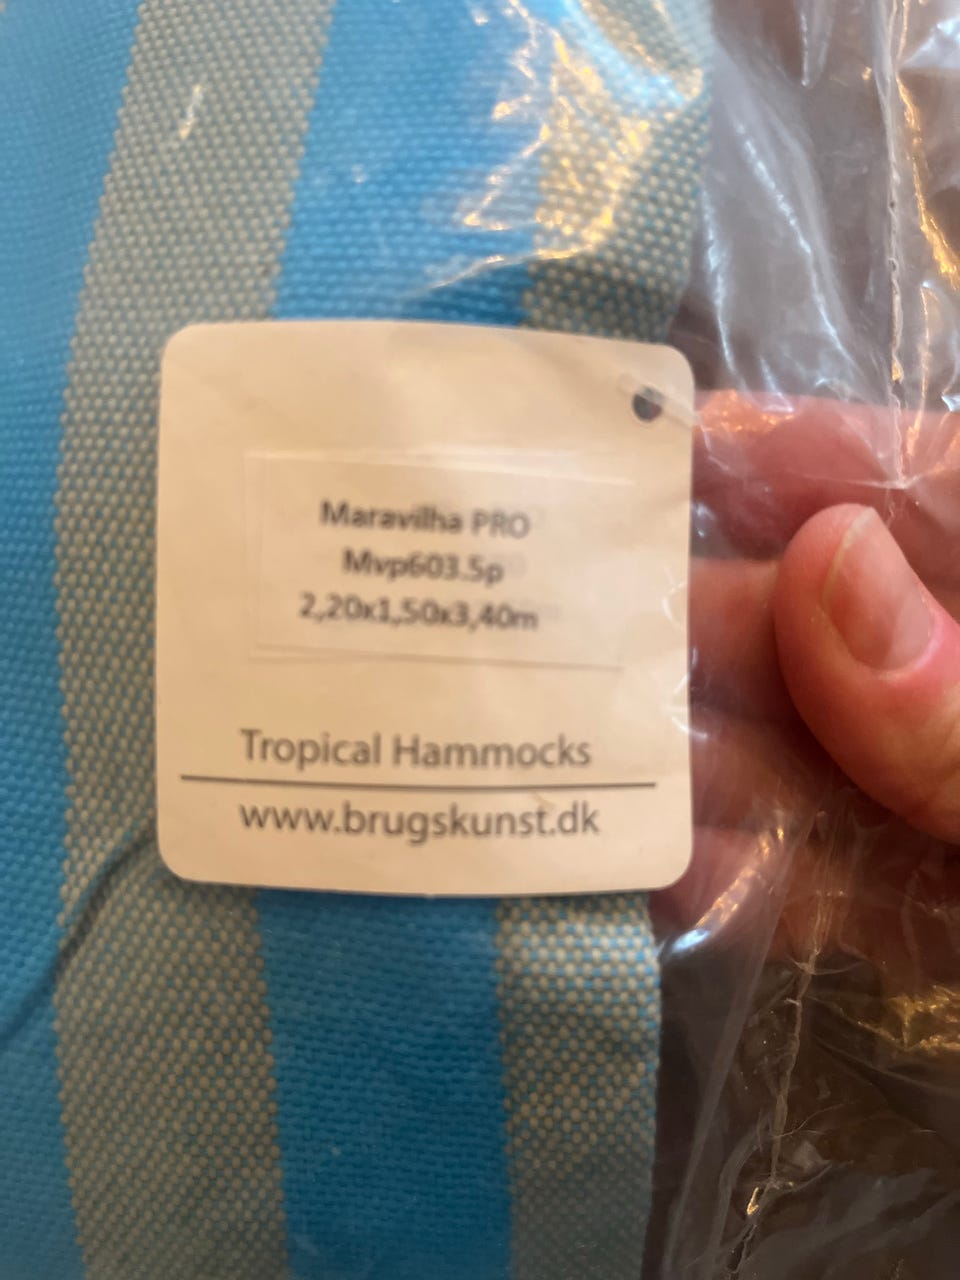 Maravilha PRO
Mvp603.5p
2,20x1,50x3,40m
Tropical Hammocks
www.brugskunst.dk